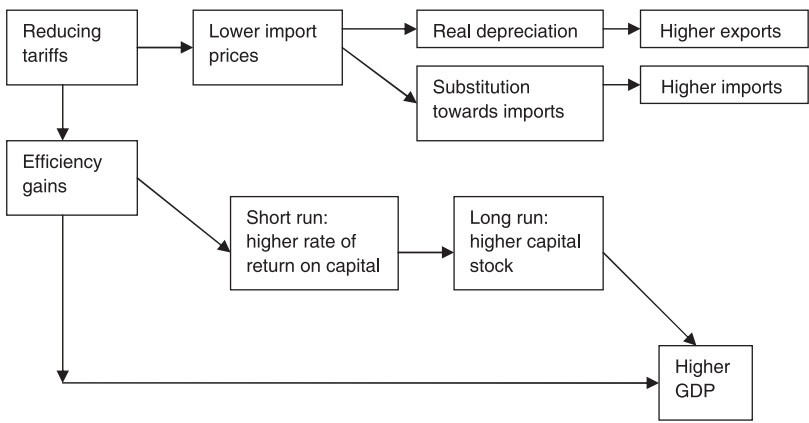 Reducing
tariffs
Lower import
prices
Real depreciation
Higher exports
Substitution
towards imports
Higher imports
Efficiency
gains
Short run:
higher rate of
return on capital
Long run:
higher capital
stock
Higher
GDP